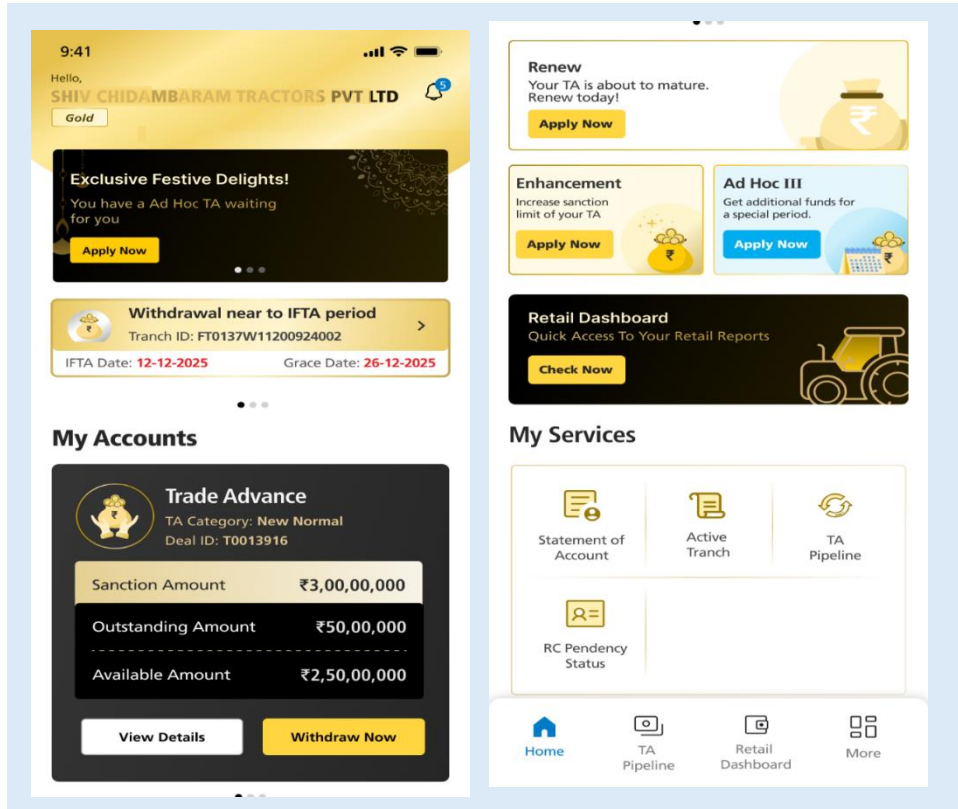 9:41
Hello,
SHIV CHIDAMBARAM TRACTORS PVT LTD
5
Gold
Exclusive Festive Delights!
You have a Ad Hoc TA waiting
for you
Apply Now
Withdrawal near to IFTA period
Tranch ID: FT0137W11200924002
IFTA Date: 12-12-2025 Grace Date: 26-12-2025
My Accounts
Trade Advance
TA Category: New Normal
Deal ID: T0013916
Sanction Amount ₹3,00,00,000
Outstanding Amount ₹50,00,000
Available Amount ₹2,50,00,000
View Details Withdraw Now
Renew
Your TA is about to mature.
Renew today!
Apply Now
₹
Enhancement
Increase sanction
limit of your TA
Apply Now
₹
Ad Hoc III
Get additional funds for
a special period.
Apply Now
₹
Retail Dashboard
Quick Access To Your Retail Reports
Check Now
My Services
Statement of
Account
Active
Tranch
TA
Pipeline
RC Pendency
Status
Home
TA
Pipeline
Retail
Dashboard
More